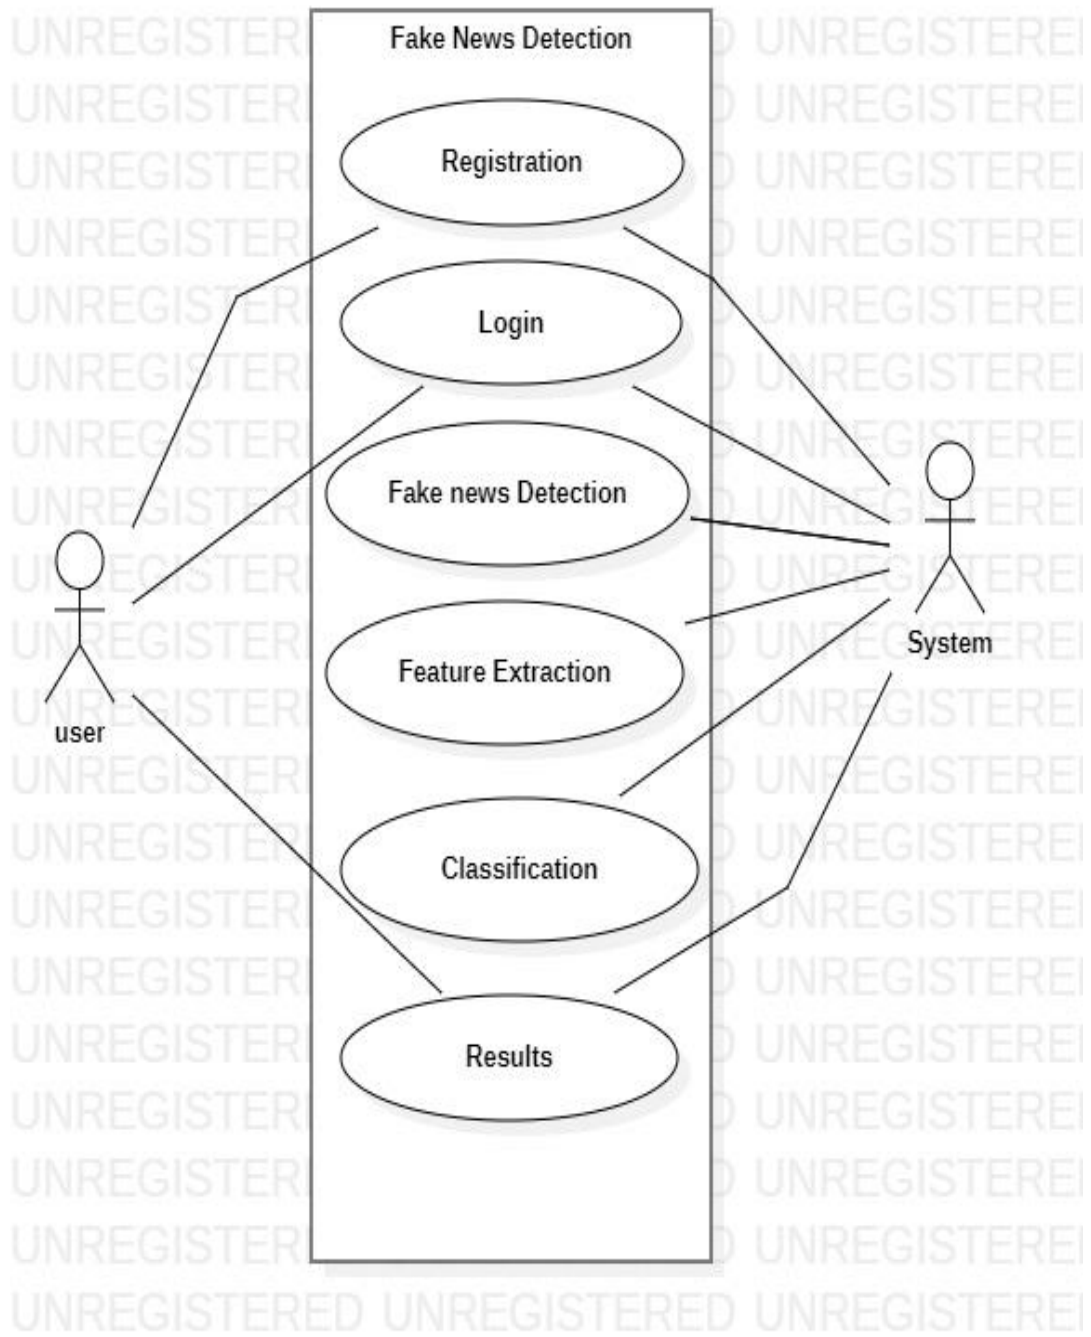 Fake News Detection
Registration
Login
Fake news Detection
Feature Extraction
Classification
Results
user
System
UNREGISTERED UNREGISTERED UNREGISTERED